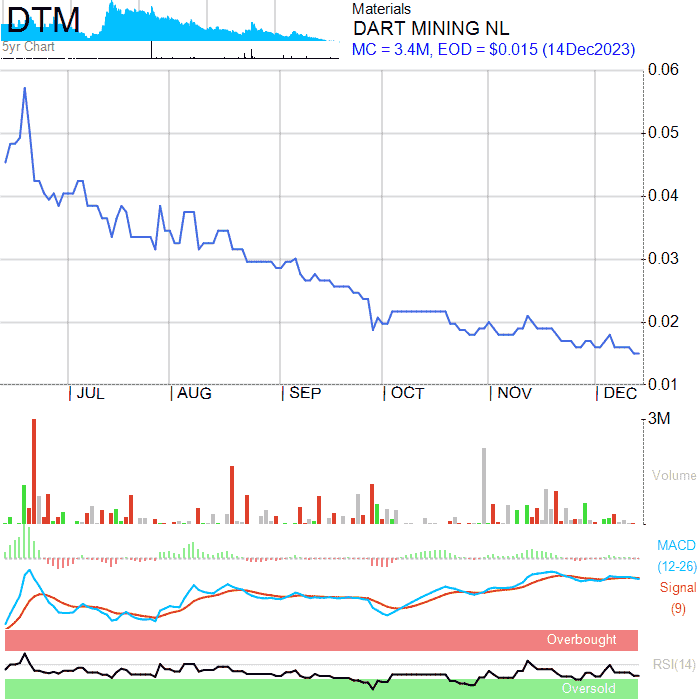 DTM
5yr Chart
Materials
DART MINING NL
MC = 3.4M, EOD = $0.015 (14Dec2023)
0.06
0.05
0.04
0.03
0.02
0.01
JUL AUG SEP OCT NOV DEC
3M
Volume
MACD
(12-26)
Signal
(9)
Overbought
RSI(14)
Oversold